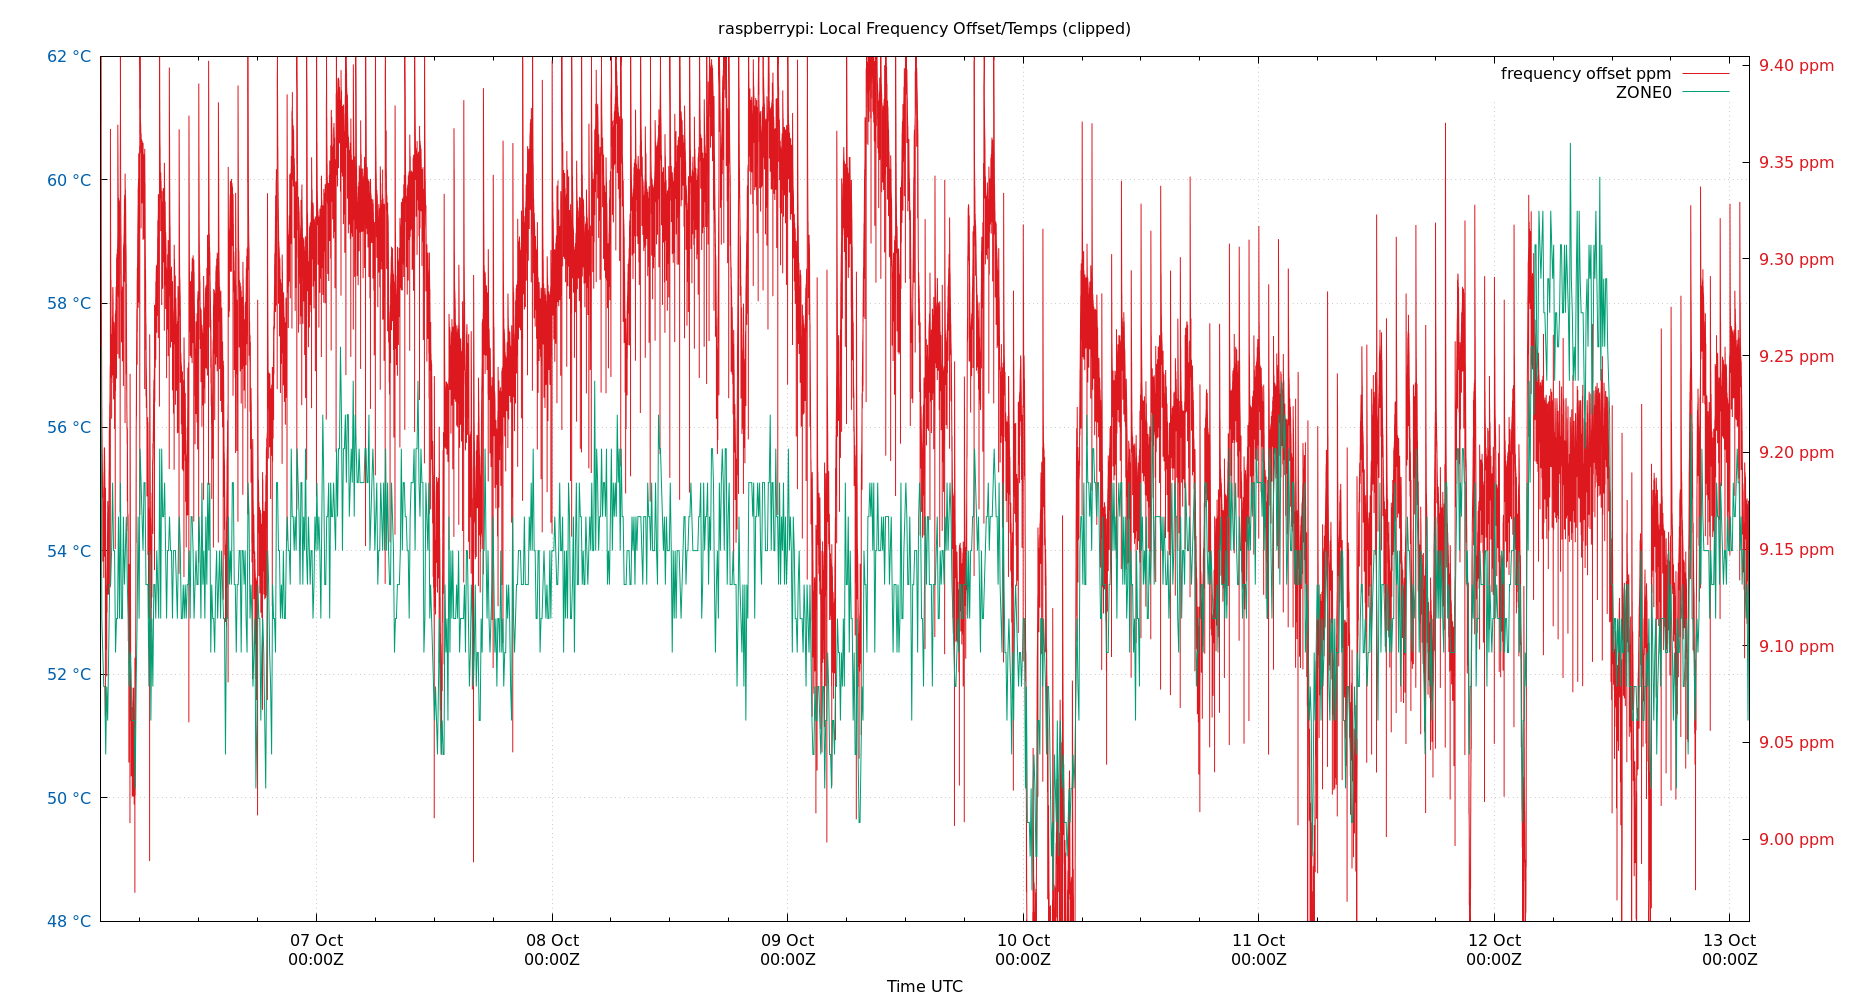 raspberrypi: Local Frequency Offset/Temps (clipped)
62 °C
60 °C
58 °C
56 °C
54 °C
52 °C
50 °C
48 °C
frequency offset ppm
ZONE0
9.40 ppm
9.35 ppm
9.30 ppm
9.25 ppm
9.20 ppm
9.15 ppm
9.10 ppm
9.05 ppm
9.00 ppm
07 Oct
00:00Z
08 Oct
00:00Z
09 Oct
00:00Z
10 Oct
00:00Z
11 Oct
00:00Z
12 Oct
00:00Z
13 Oct
00:00Z
Time UTC